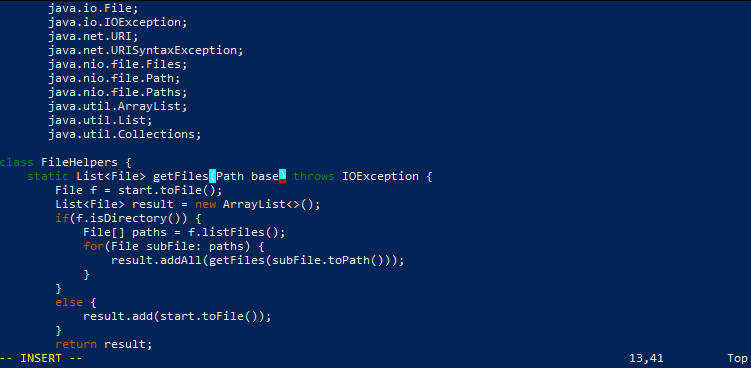 java.io.File;
java.io.IOException;
java.net.URI;
java.net.URISyntaxException;
java.nio.file.Files;
java.nio.file.Path;
java.nio.file.Paths;
java.util.ArrayList;
java.util.List;
java.util.Collections;
class FileHelpers {
static List<File> getFiles(Path base) throws IOException {
File f = start.toFile();
List<File> result = new ArrayList<>();
if(f.isDirectory()) {
File[] paths = f.listFiles();
for(File subFile: paths) {
result.addAll(getFiles(subFile.toPath()));
}
}
else {
result.add(start.toFile());
}
return result;
-- INSERT -- 13,41 Top